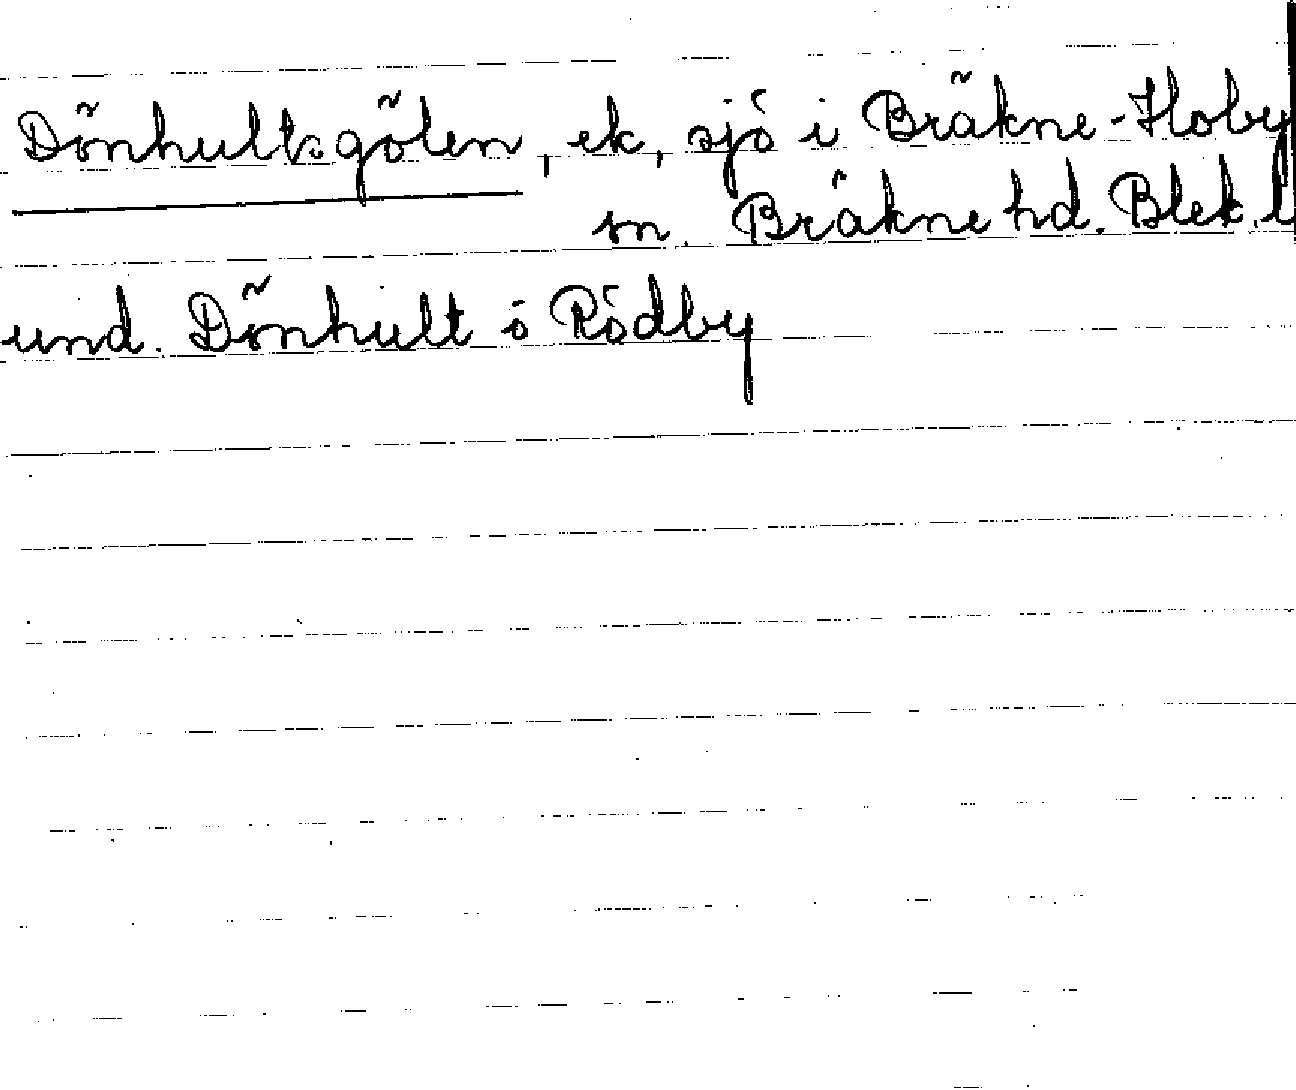 Dönhultsgölen, ek, sjö i Bräkne-Hoby
sn. Bräkne hd. Blek. l
und. Dönhult i Rödby